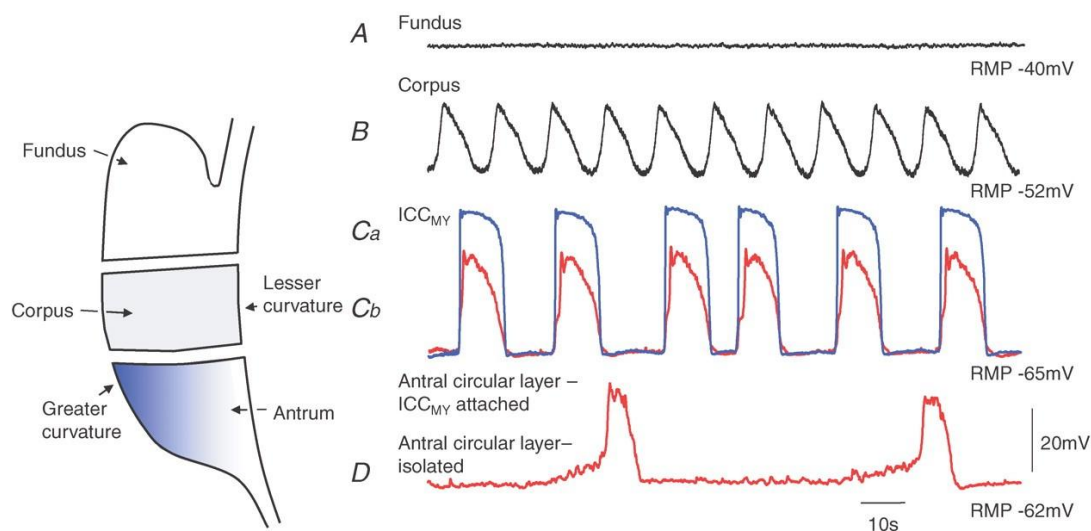 Fundus
Corpus
Lesser
curvature
Greater
curvature
Antrum
A
Fundus
RMP -40mV
Corpus
B
RMP -52mV
Ca
ICCMY
Cb
RMP -65mV
Antral circular layer –
ICCMY attached
Antral circular layer–
isolated
D
20mV
10s
RMP -62mV